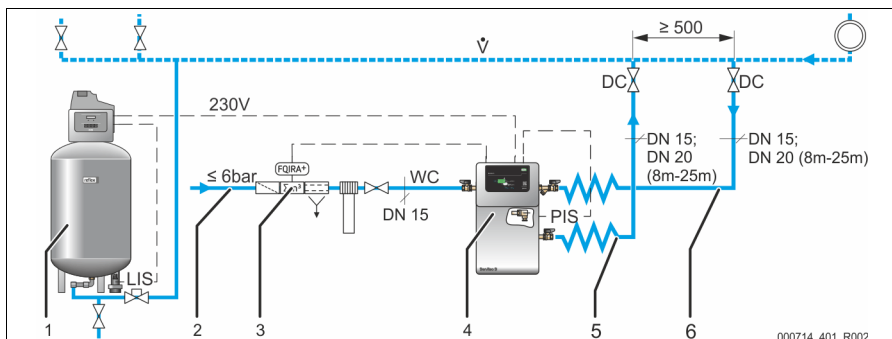 ≥ 500
V̇
DC
DC
230V
DN 15;
DN 20
(8m-25m)
DN 15;
DN 20 (8m-25m)
≤ 6bar
FQIRA+
WC
DN 15
PIS
reflex
LIS
1
2
3
4
5
6
000714_401_R002